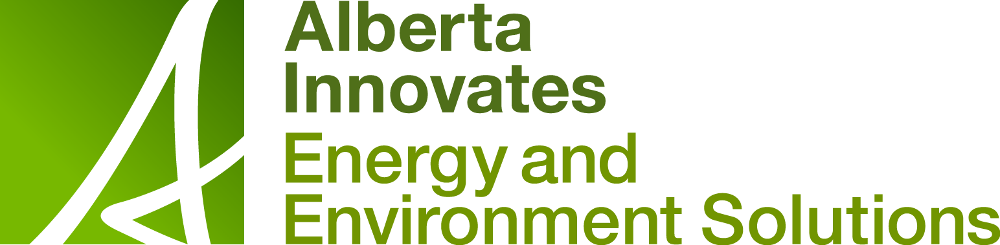 Alberta
Innovates
Energy and
Environment Solutions